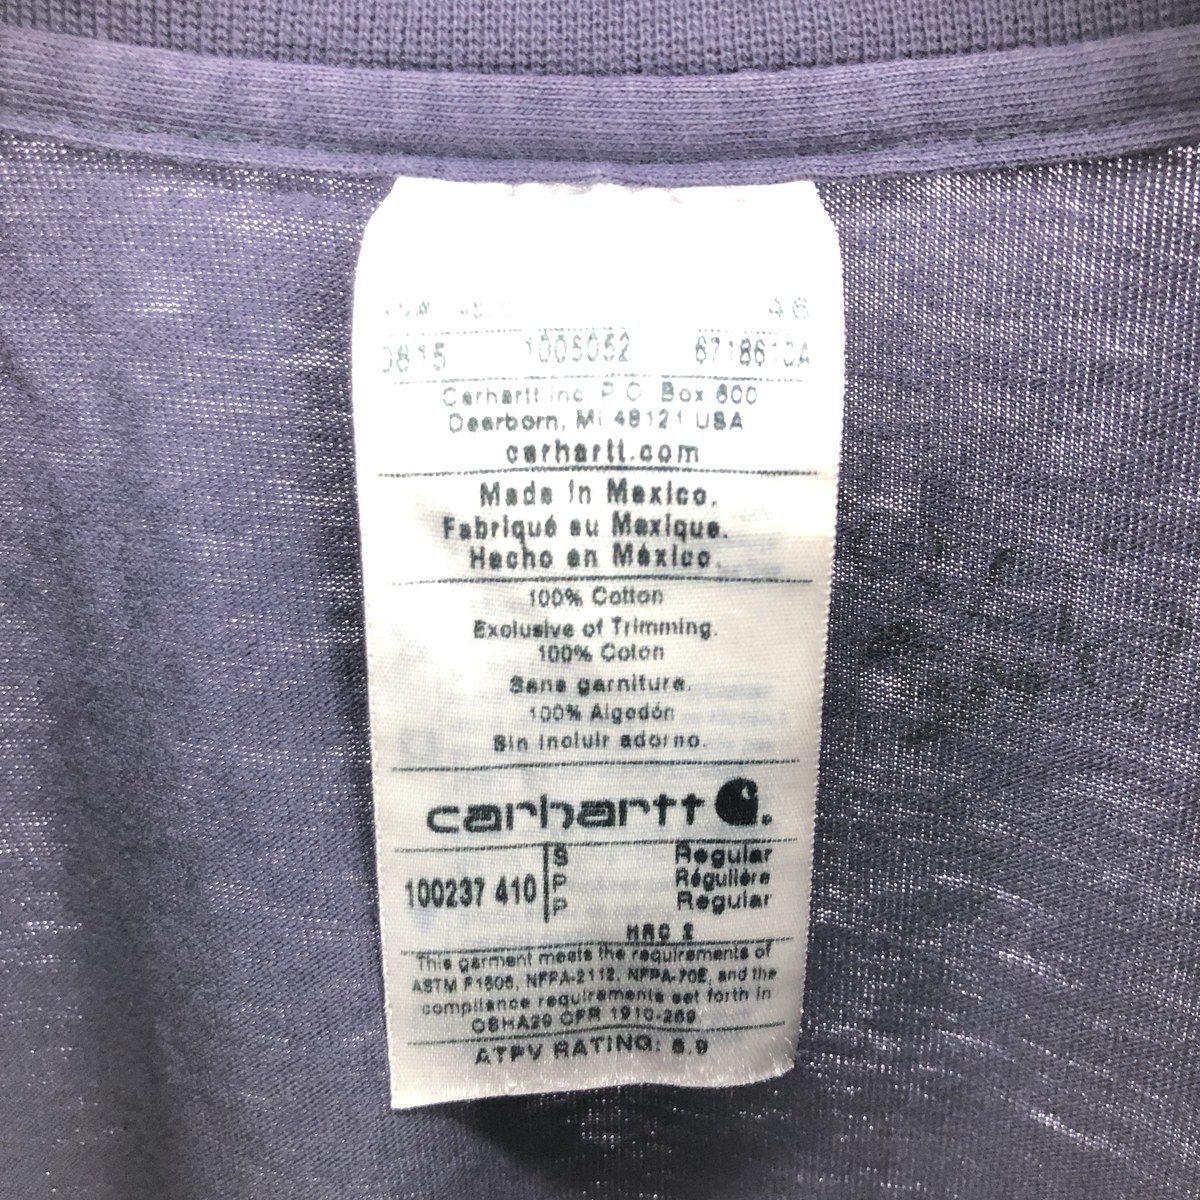 46
0815 1005052 6718610A
Carhartt Inc. P.O. Box 600
Dearborn, MI 48121 USA
carhartt.com
Made in Mexico.
Fabriqué au Mexique.
Hecho en México.
100% Cotton
Exclusive of Trimming.
100% Coton
Sans garniture.
100% Algodón
Sin incluir adorno.
carhartt
100237 410 S Regular
P Régulière
P Regular
HRC 2
This garment meets the requirements of
ASTM F1506, NFPA-2112, NFPA-70E, and the
compliance requirements set forth in
OSHA29 CFR 1910-269
ATPV RATING: 8.9